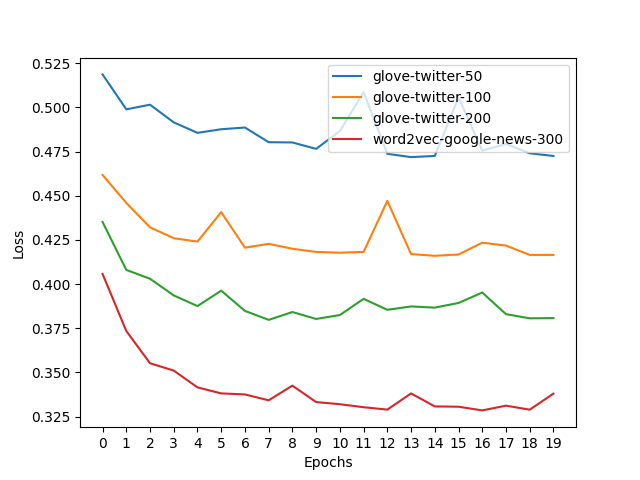 0.525
0.500
0.475
0.450
0.425
0.400
0.375
0.350
0.325
Loss
glove-twitter-50
glove-twitter-100
glove-twitter-200
word2vec-google-news-300
0 1 2 3 4 5 6 7 8 9 10 11 12 13 14 15 16 17 18 19
Epochs